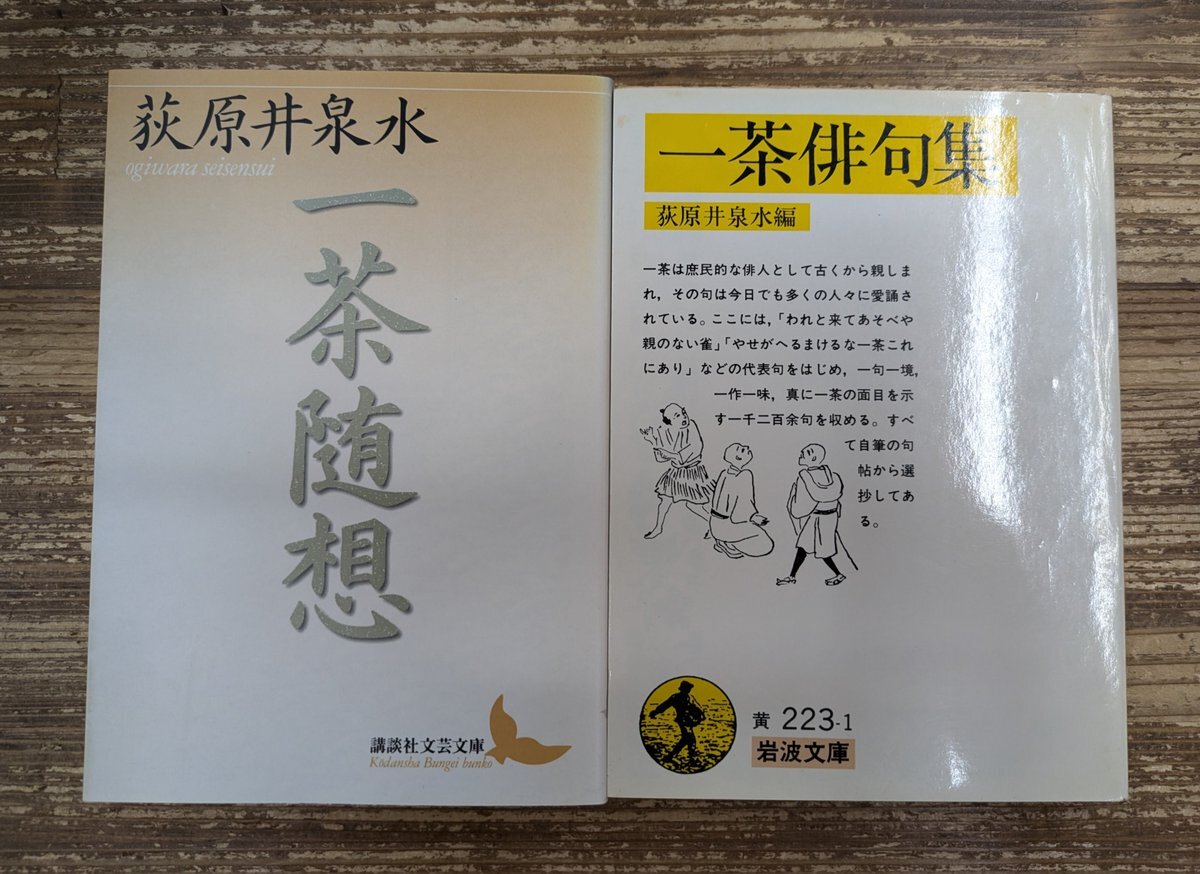 荻原井泉水
ogiwara seisensui
一茶随想
講談社文芸文庫
Kōdansha Bungei bunko
一茶俳句集
荻原井泉水編
一茶は庶民的な俳人として古くから親しま
れ，その句は今日でも多くの人々に愛誦さ
れている。ここには，「われと来てあそべや
親のない雀」「やせがへるまけるな一茶これ
にあり」などの代表句をはじめ，一句一境，
一作一味，真に一茶の面目を示
す一千二百余句を収める。すべ
て自筆の句
帖から選
抄してあ
る。
黄 223-1
岩波文庫